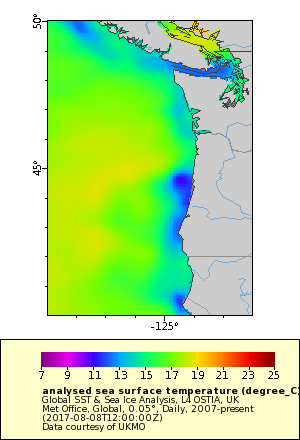 50°
45°
-125°
7 9 11 13 15 17 19 21 23 25
analysed sea surface temperature (degree_C)
Global SST & Sea Ice Analysis, L4 OSTIA, UK
Met Office, Global, 0.05°, Daily, 2007-present
(2017-08-08T12:00:00Z)
Data courtesy of UKMO